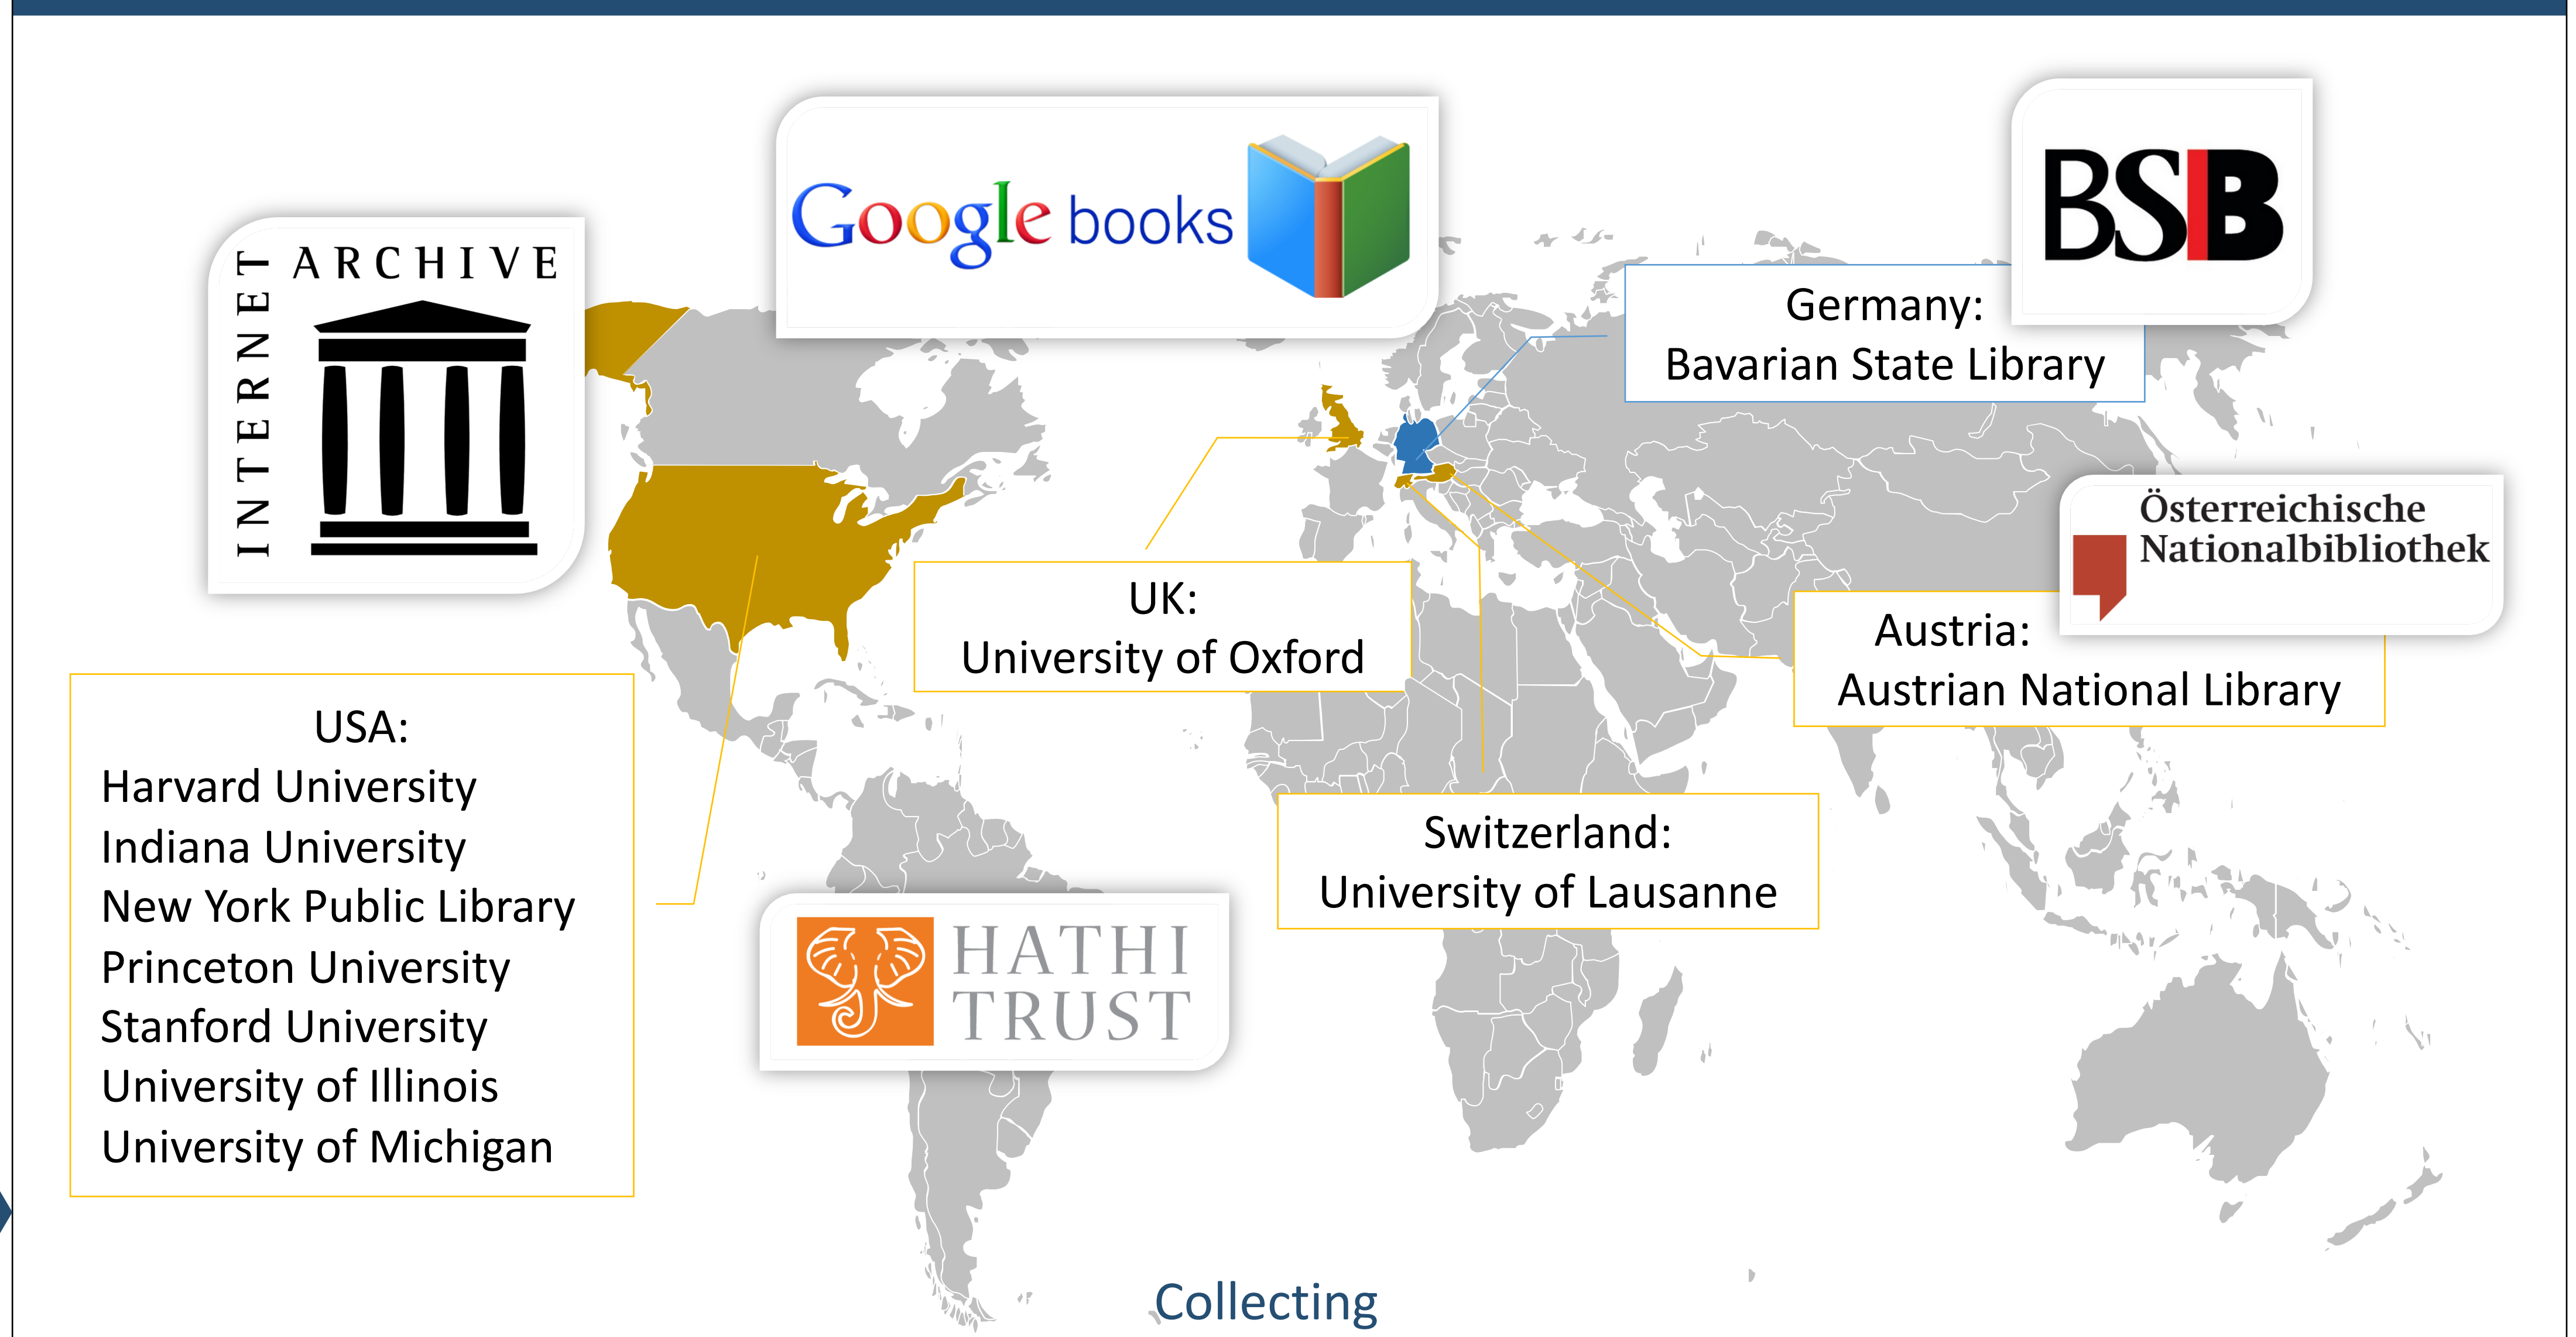 INTERNET
ARCHIVE
Google books
BSB
Germany:
Bavarian State Library
Österreichische
Nationalbibliothek
UK:
University of Oxford
Austria:
Austrian National Library
USA:
Harvard University
Indiana University
New York Public Library
Princeton University
Stanford University
University of Illinois
University of Michigan
Switzerland:
University of Lausanne
HATHI
TRUST
Collecting